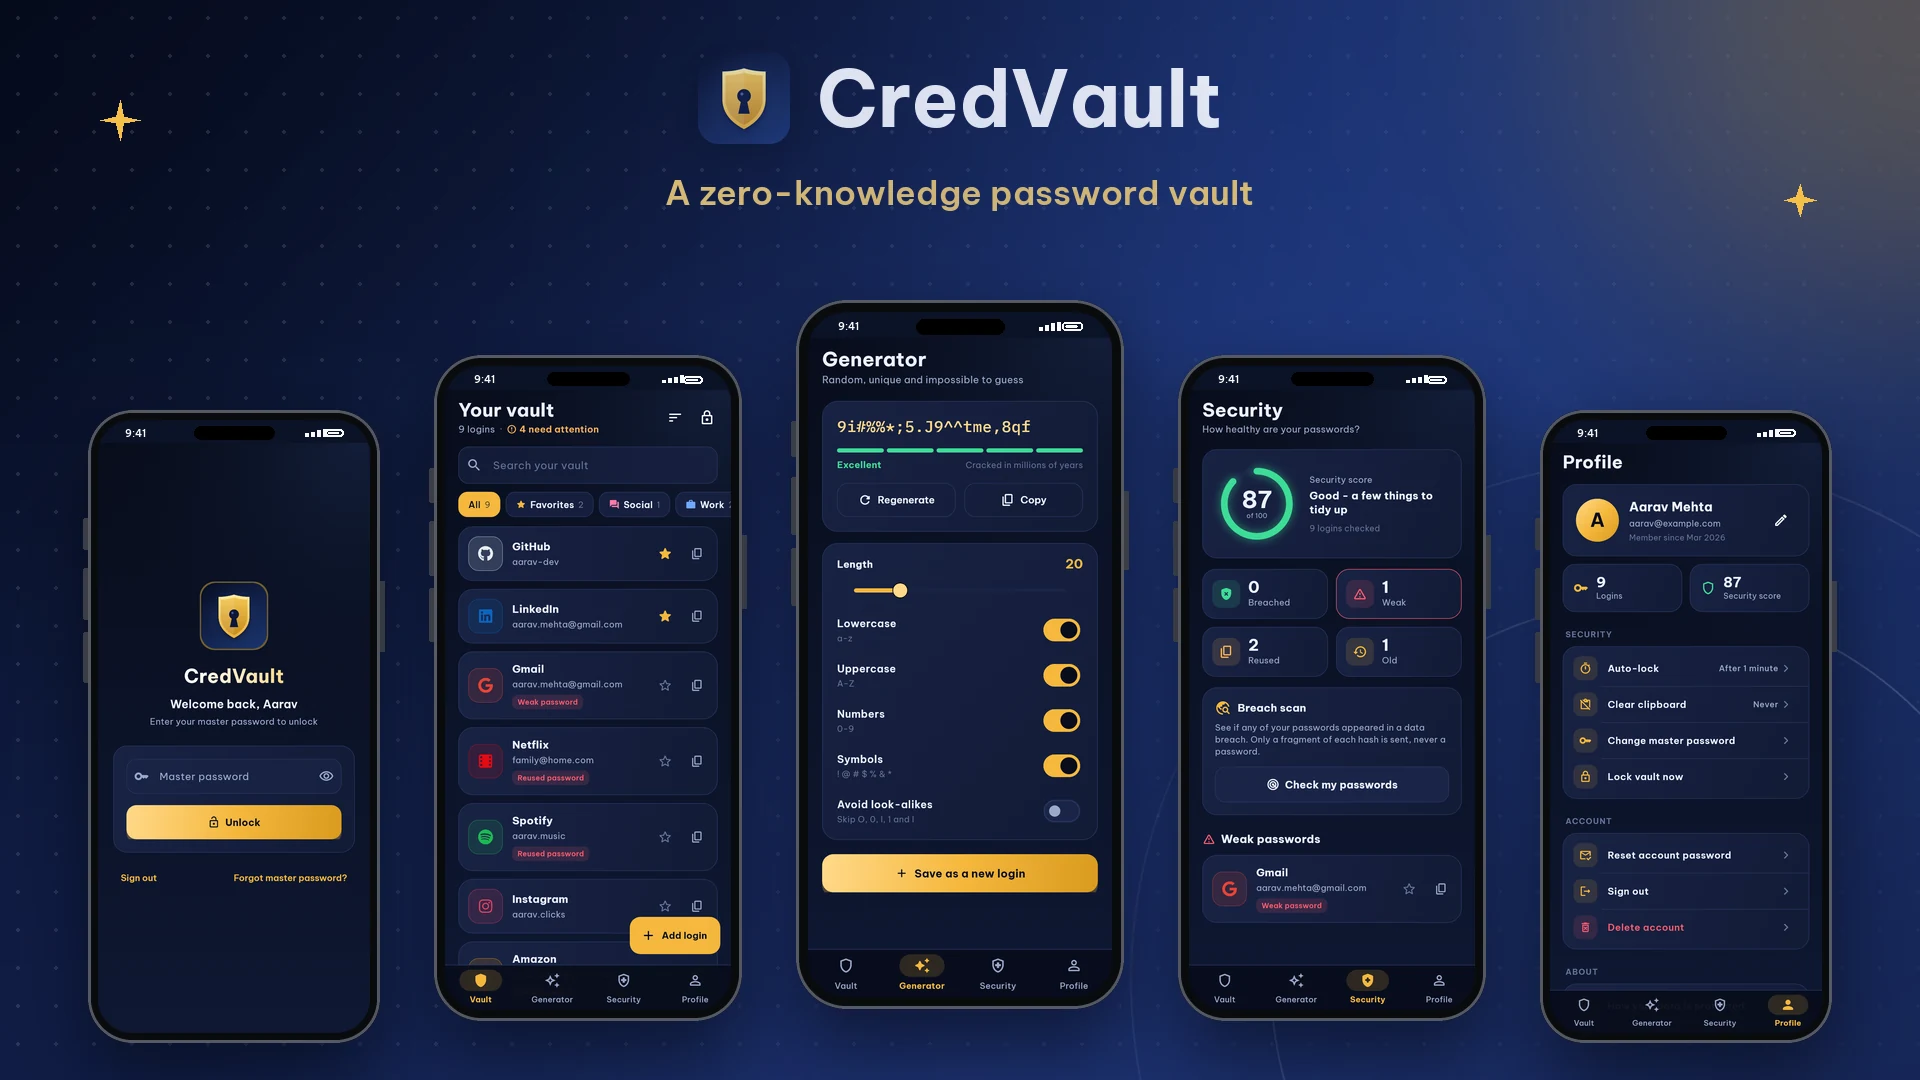 CredVault
A zero-knowledge password vault
9:41
CredVault
Welcome back, Aarav
Enter your master password to unlock
Master password
Unlock
Sign out
Forgot master password?
9:41
Your vault
9 logins · 4 need attention
Search your vault
All 9
Favorites 2
Social 1
Work
GitHub
aarav-dev
LinkedIn
aarav.mehta@gmail.com
Gmail
aarav.mehta@gmail.com
Weak password
Netflix
family@home.com
Reused password
Spotify
aarav.music
Reused password
Instagram
aarav.clicks
Amazon
Add login
Vault
Generator
Security
Profile
9:41
Generator
Random, unique and impossible to guess
9i#%%*;5.J9^^tme,8qf
Excellent
Cracked in millions of years
Regenerate
Copy
Length
20
Lowercase
a-z
Uppercase
A-Z
Numbers
0-9
Symbols
! @ # $ % & *
Avoid look-alikes
Skip O, 0, I, 1 and l
Save as a new login
Vault
Generator
Security
Profile
9:41
Security
How healthy are your passwords?
87
of 100
Security score
Good - a few things to
tidy up
9 logins checked
0
Breached
1
Weak
2
Reused
1
Old
Breach scan
See if any of your passwords appeared in a data
breach. Only a fragment of each hash is sent, never a
password.
Check my passwords
Weak passwords
Gmail
aarav.mehta@gmail.com
Weak password
Vault
Generator
Security
Profile
9:41
Profile
A
Aarav Mehta
aarav@example.com
Member since Mar 2026
9
Logins
87
Security score
SECURITY
Auto-lock
After 1 minute
Clear clipboard
Never
Change master password
Lock vault now
ACCOUNT
Reset account password
Sign out
Delete account
ABOUT
Vault
Generator
Security
Profile